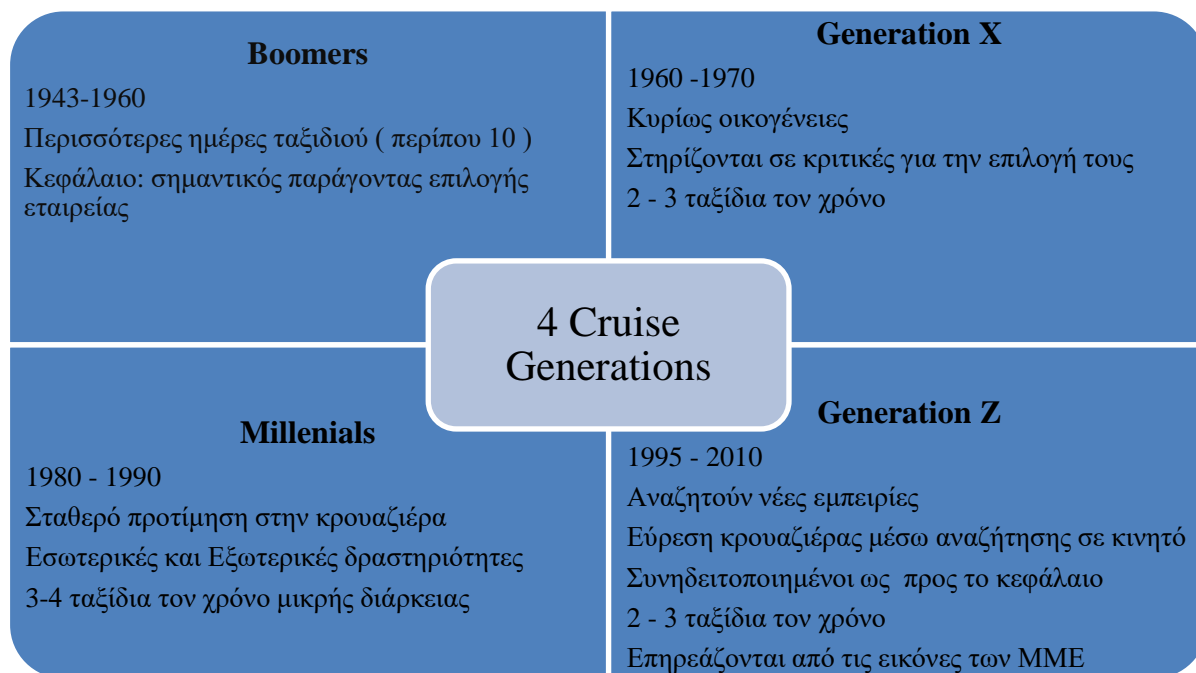 Boomers
1943-1960
Περισσότερες ημέρες ταξιδιού ( περίπου 10 )
Κεφάλαιο: σημαντικός παράγοντας επιλογής
εταιρείας
Generation X
1960 -1970
Κυρίως οικογένειες
Στηρίζονται σε κριτικές για την επιλογή τους
2 - 3 ταξίδια τον χρόνο
4 Cruise
Generations
Millenials
1980 - 1990
Σταθερό προτίμηση στην κρουαζιέρα
Εσωτερικές και Εξωτερικές δραστηριότητες
3-4 ταξίδια τον χρόνο μικρής διάρκειας
Generation Z
1995 - 2010
Αναζητούν νέες εμπειρίες
Εύρεση κρουαζιέρας μέσω αναζήτησης σε κινητό
Συνηδειτοποιημένοι ως προς το κεφάλαιο
2 - 3 ταξίδια τον χρόνο
Επηρεάζονται από τις εικόνες των ΜΜΕ